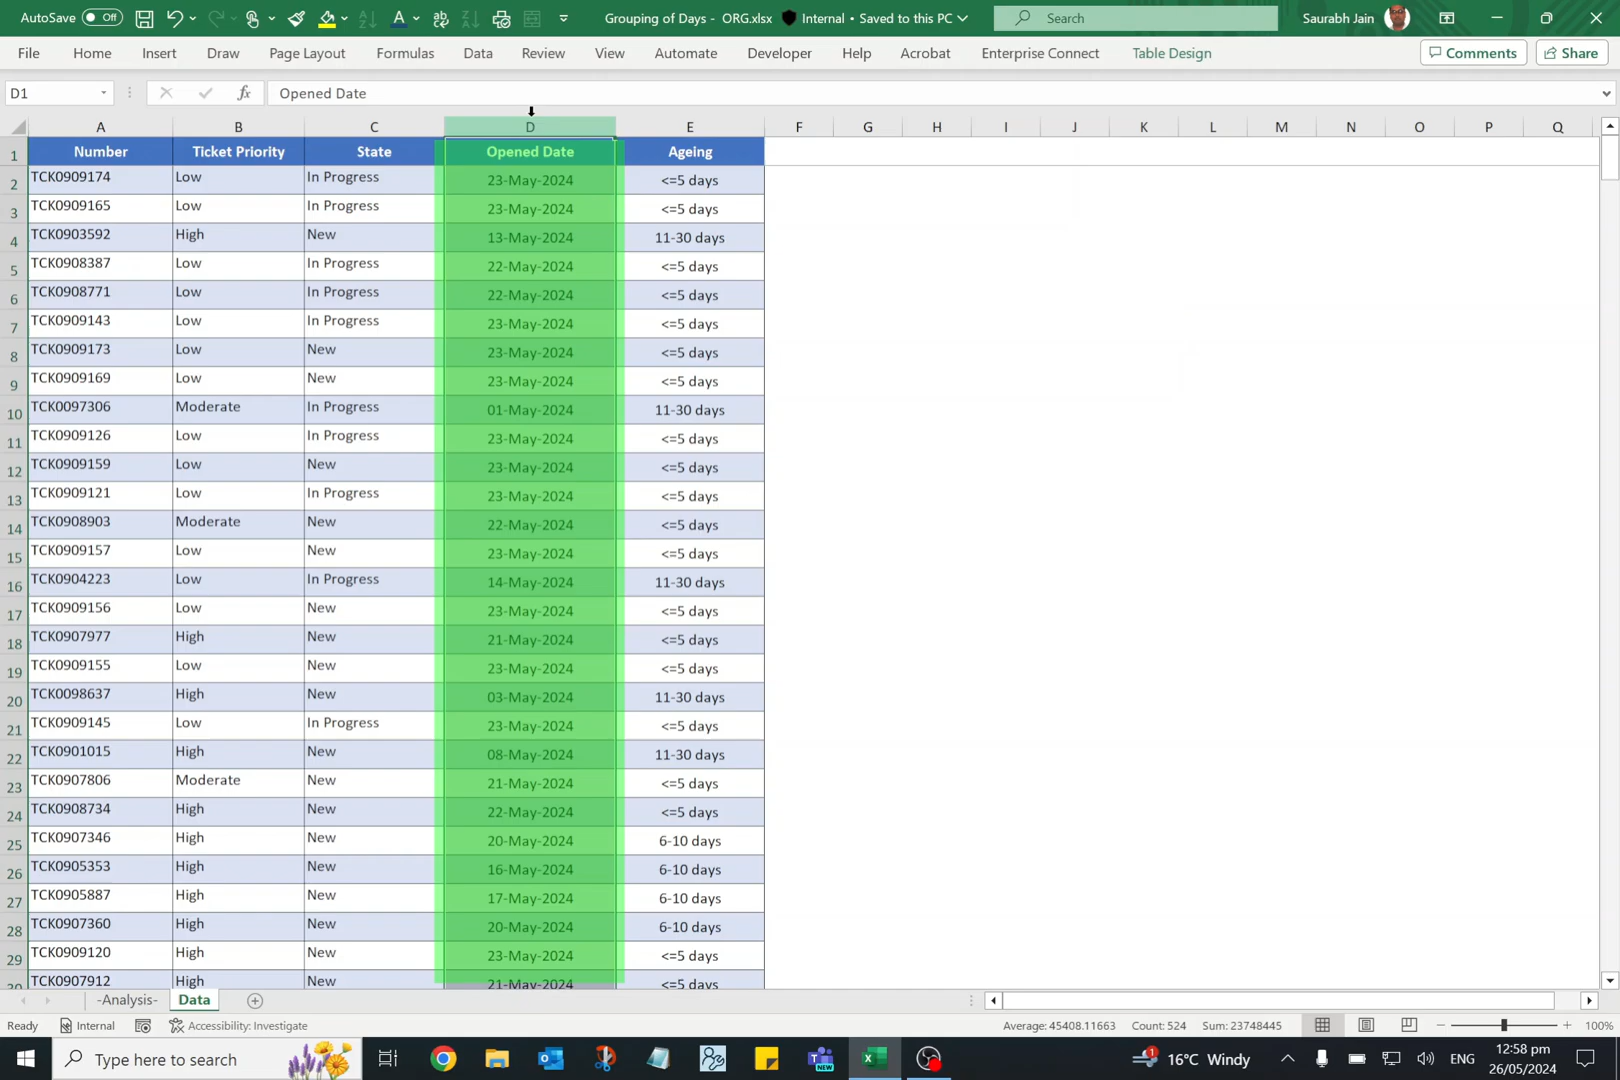 AutoSave Off Grouping of Days - ORG.xlsx Internal • Saved to this PC Search Saurabh Jain
File Home Insert Draw Page Layout Formulas Data Review View Automate Developer Help Acrobat Enterprise Connect Table Design Comments Share
D1 fx Opened Date
A B C D E F G H I J K L M N O P Q
1 Number Ticket Priority State Opened Date Ageing
2 TCK0909174 Low In Progress 23-May-2024 <=5 days
3 TCK0909165 Low In Progress 23-May-2024 <=5 days
4 TCK0903592 High New 13-May-2024 11-30 days
5 TCK0908387 Low In Progress 22-May-2024 <=5 days
6 TCK0908771 Low In Progress 22-May-2024 <=5 days
7 TCK0909143 Low In Progress 23-May-2024 <=5 days
8 TCK0909173 Low New 23-May-2024 <=5 days
9 TCK0909169 Low New 23-May-2024 <=5 days
10 TCK0097306 Moderate In Progress 01-May-2024 11-30 days
11 TCK0909126 Low In Progress 23-May-2024 <=5 days
12 TCK0909159 Low New 23-May-2024 <=5 days
13 TCK0909121 Low In Progress 23-May-2024 <=5 days
14 TCK0908903 Moderate New 22-May-2024 <=5 days
15 TCK0909157 Low New 23-May-2024 <=5 days
16 TCK0904223 Low In Progress 14-May-2024 11-30 days
17 TCK0909156 Low New 23-May-2024 <=5 days
18 TCK0907977 High New 21-May-2024 <=5 days
19 TCK0909155 Low New 23-May-2024 <=5 days
20 TCK0098637 High New 03-May-2024 11-30 days
21 TCK0909145 Low In Progress 23-May-2024 <=5 days
22 TCK0901015 High New 08-May-2024 11-30 days
23 TCK0907806 Moderate New 21-May-2024 <=5 days
24 TCK0908734 High New 22-May-2024 <=5 days
25 TCK0907346 High New 20-May-2024 6-10 days
26 TCK0905353 High New 16-May-2024 6-10 days
27 TCK0905887 High New 17-May-2024 6-10 days
28 TCK0907360 High New 20-May-2024 6-10 days
29 TCK0909120 High New 23-May-2024 <=5 days
30 TCK0907912 High New 21-May-2024 <=5 days
-Analysis- Data
Ready Internal Accessibility: Investigate Average: 45408.11663 Count: 524 Sum: 23748445 100%
Type here to search NEW 1 16°C Windy ENG 12:58 pm
26/05/2024